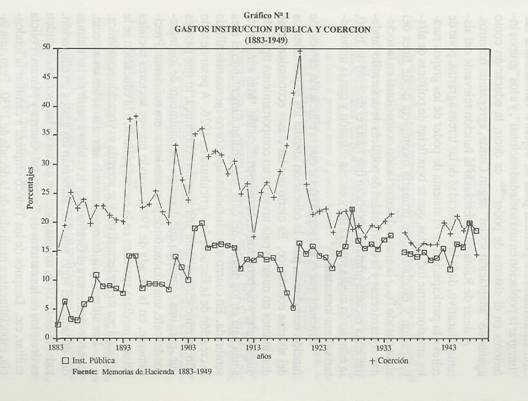 Gráfico Nº 1
GASTOS INSTRUCCION PUBLICA Y COERCION
(1883-1949)
Porcentajes
50
45
40
35
30
25
20
15
10
5
0
1883 1893 1903 1913 1923 1933 1943
años
Inst. Pública Coerción
Fuente: Memorias de Hacienda 1883-1949